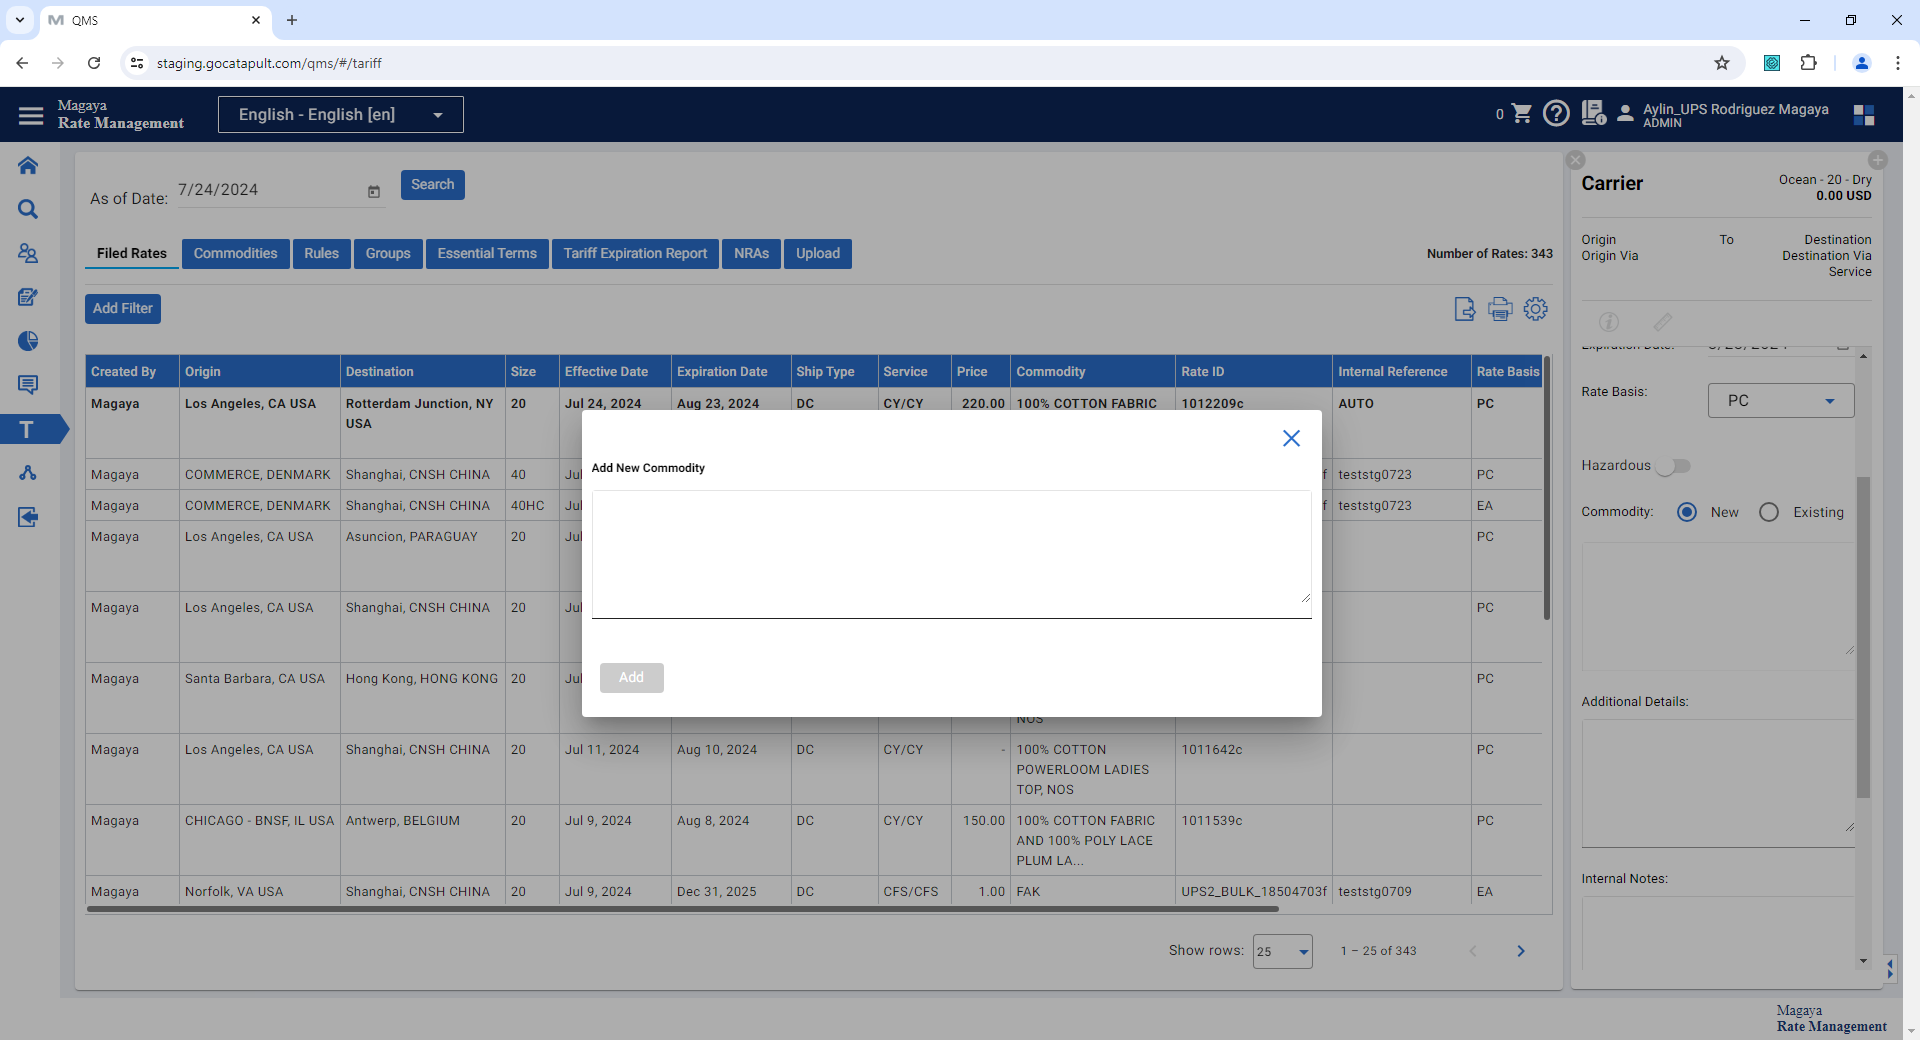 QMS
staging.gocatapult.com/qms/#/tariff
Magaya
Rate Management
English - English [en]
0
Aylin_UPS Rodriguez Magaya
ADMIN
As of Date:
7/24/2024
Search
Filed Rates
Commodities
Rules
Groups
Essential Terms
Tariff Expiration Report
NRAs
Upload
Number of Rates: 343
Add Filter
Created By Origin Destination Size Effective Date Expiration Date Ship Type Service Price Commodity Rate ID Internal Reference Rate Basis
Magaya Los Angeles, CA USA Rotterdam Junction, NY 20 Jul 24, 2024 Aug 23, 2024 DC CY/CY 220.00 100% COTTON FABRIC 1012209c AUTO PC
USA
Magaya COMMERCE, DENMARK Shanghai, CNSH CHINA 40 Jul f teststg0723 PC
Magaya COMMERCE, DENMARK Shanghai, CNSH CHINA 40HC Jul f teststg0723 EA
Magaya Los Angeles, CA USA Asuncion, PARAGUAY 20 Jul PC
Magaya Los Angeles, CA USA Shanghai, CNSH CHINA 20 Jul PC
Magaya Santa Barbara, CA USA Hong Kong, HONG KONG 20 Jul PC
NOS
Magaya Los Angeles, CA USA Shanghai, CNSH CHINA 20 Jul 11, 2024 Aug 10, 2024 DC CY/CY - 100% COTTON 1011642c PC
POWERLOOM LADIES
TOP, NOS
Magaya CHICAGO - BNSF, IL USA Antwerp, BELGIUM 20 Jul 9, 2024 Aug 8, 2024 DC CY/CY 150.00 100% COTTON FABRIC 1011539c PC
AND 100% POLY LACE
PLUM LA...
Magaya Norfolk, VA USA Shanghai, CNSH CHINA 20 Jul 9, 2024 Dec 31, 2025 DC CFS/CFS 1.00 FAK UPS2_BULK_18504703f teststg0709 EA
Show rows: 25 1 – 25 of 343
Add New Commodity
Add
Carrier
Ocean - 20 - Dry
0.00 USD
Origin To Destination
Origin Via Destination Via
Service
Expiration Date:
Rate Basis: PC
Hazardous
Commodity: New Existing
Additional Details:
Internal Notes:
Magaya
Rate Management